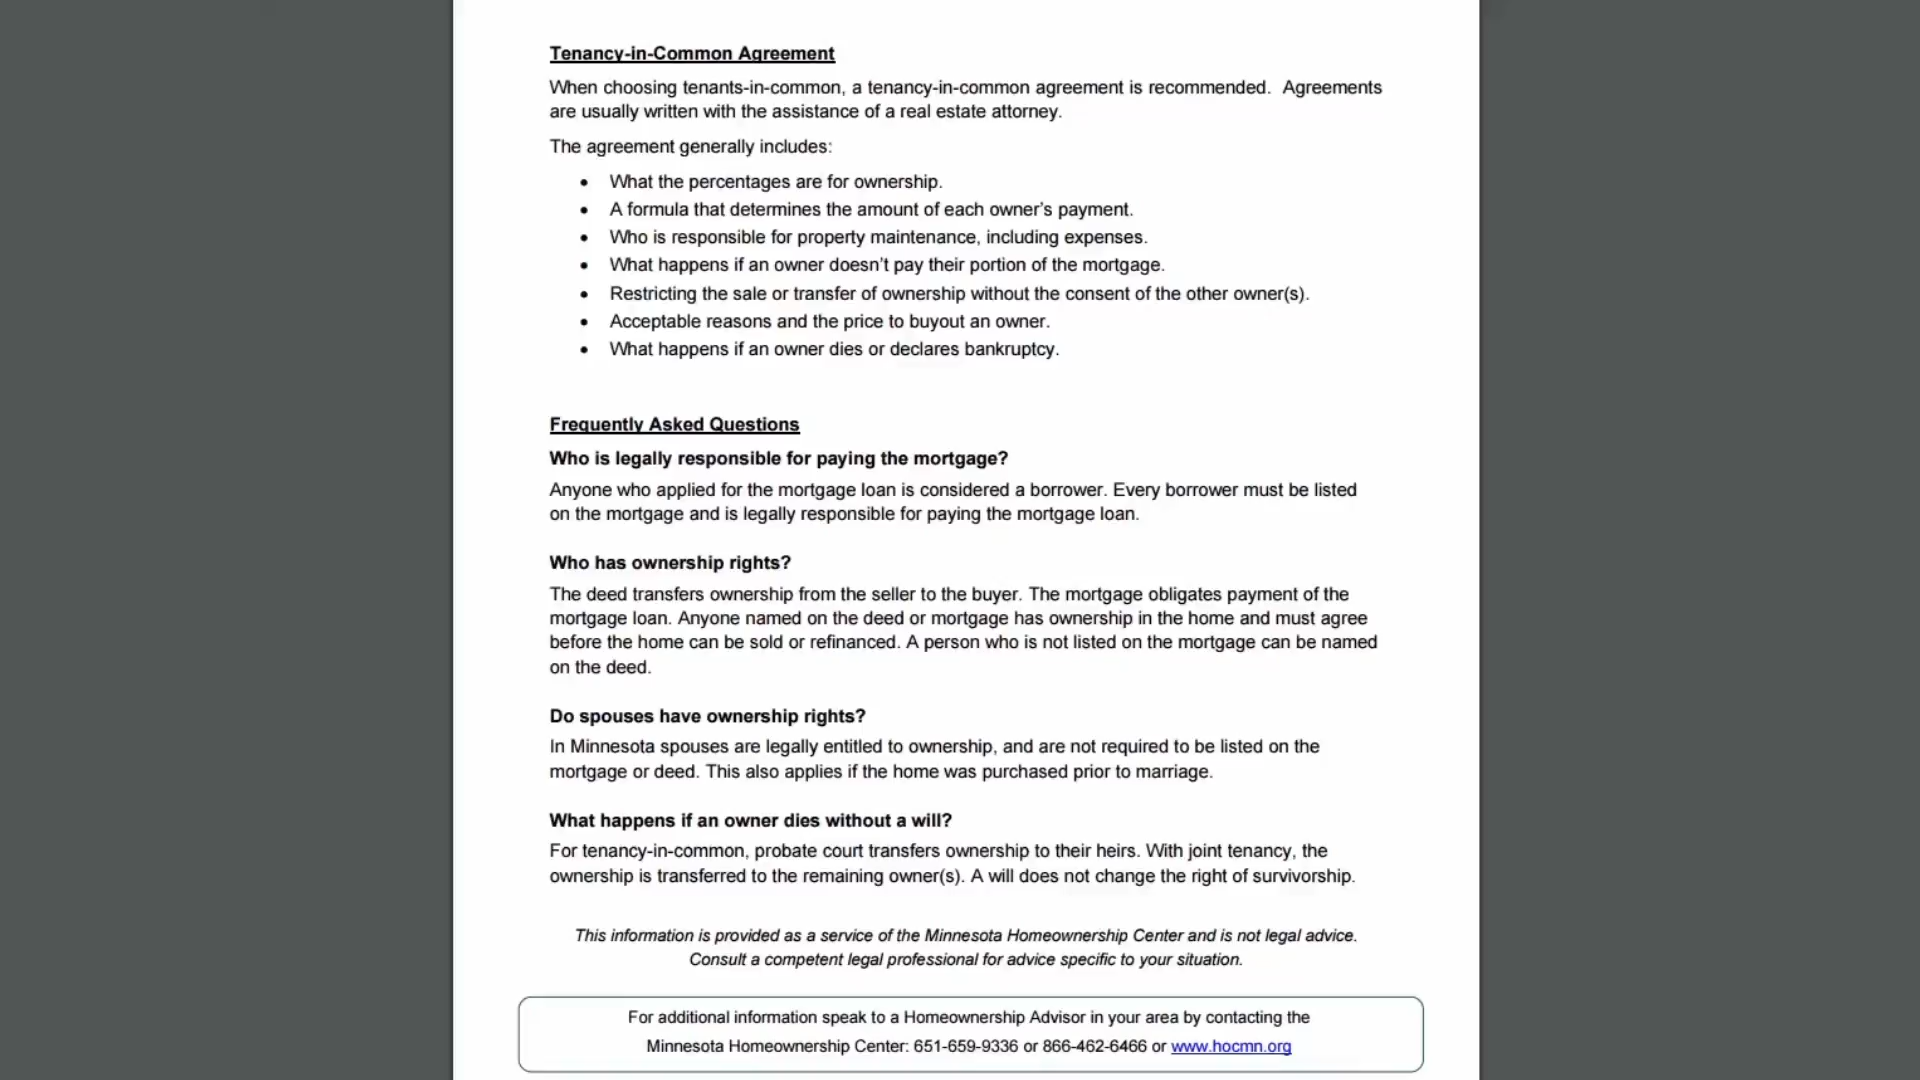 Tenancy-in-Common Agreement
When choosing tenants-in-common, a tenancy-in-common agreement is recommended.  Agreements
are usually written with the assistance of a real estate attorney.
The agreement generally includes:
• What the percentages are for ownership.
• A formula that determines the amount of each owner’s payment.
• Who is responsible for property maintenance, including expenses.
• What happens if an owner doesn’t pay their portion of the mortgage.
• Restricting the sale or transfer of ownership without the consent of the other owner(s).
• Acceptable reasons and the price to buyout an owner.
• What happens if an owner dies or declares bankruptcy.
Frequently Asked Questions
Who is legally responsible for paying the mortgage?
Anyone who applied for the mortgage loan is considered a borrower. Every borrower must be listed
on the mortgage and is legally responsible for paying the mortgage loan.
Who has ownership rights?
The deed transfers ownership from the seller to the buyer. The mortgage obligates payment of the
mortgage loan. Anyone named on the deed or mortgage has ownership in the home and must agree
before the home can be sold or refinanced. A person who is not listed on the mortgage can be named
on the deed.
Do spouses have ownership rights?
In Minnesota spouses are legally entitled to ownership, and are not required to be listed on the
mortgage or deed. This also applies if the home was purchased prior to marriage.
What happens if an owner dies without a will?
For tenancy-in-common, probate court transfers ownership to their heirs. With joint tenancy, the
ownership is transferred to the remaining owner(s). A will does not change the right of survivorship.
This information is provided as a service of the Minnesota Homeownership Center and is not legal advice.
Consult a competent legal professional for advice specific to your situation.
For additional information speak to a Homeownership Advisor in your area by contacting the
Minnesota Homeownership Center: 651-659-9336 or 866-462-6466 or www.hocmn.org